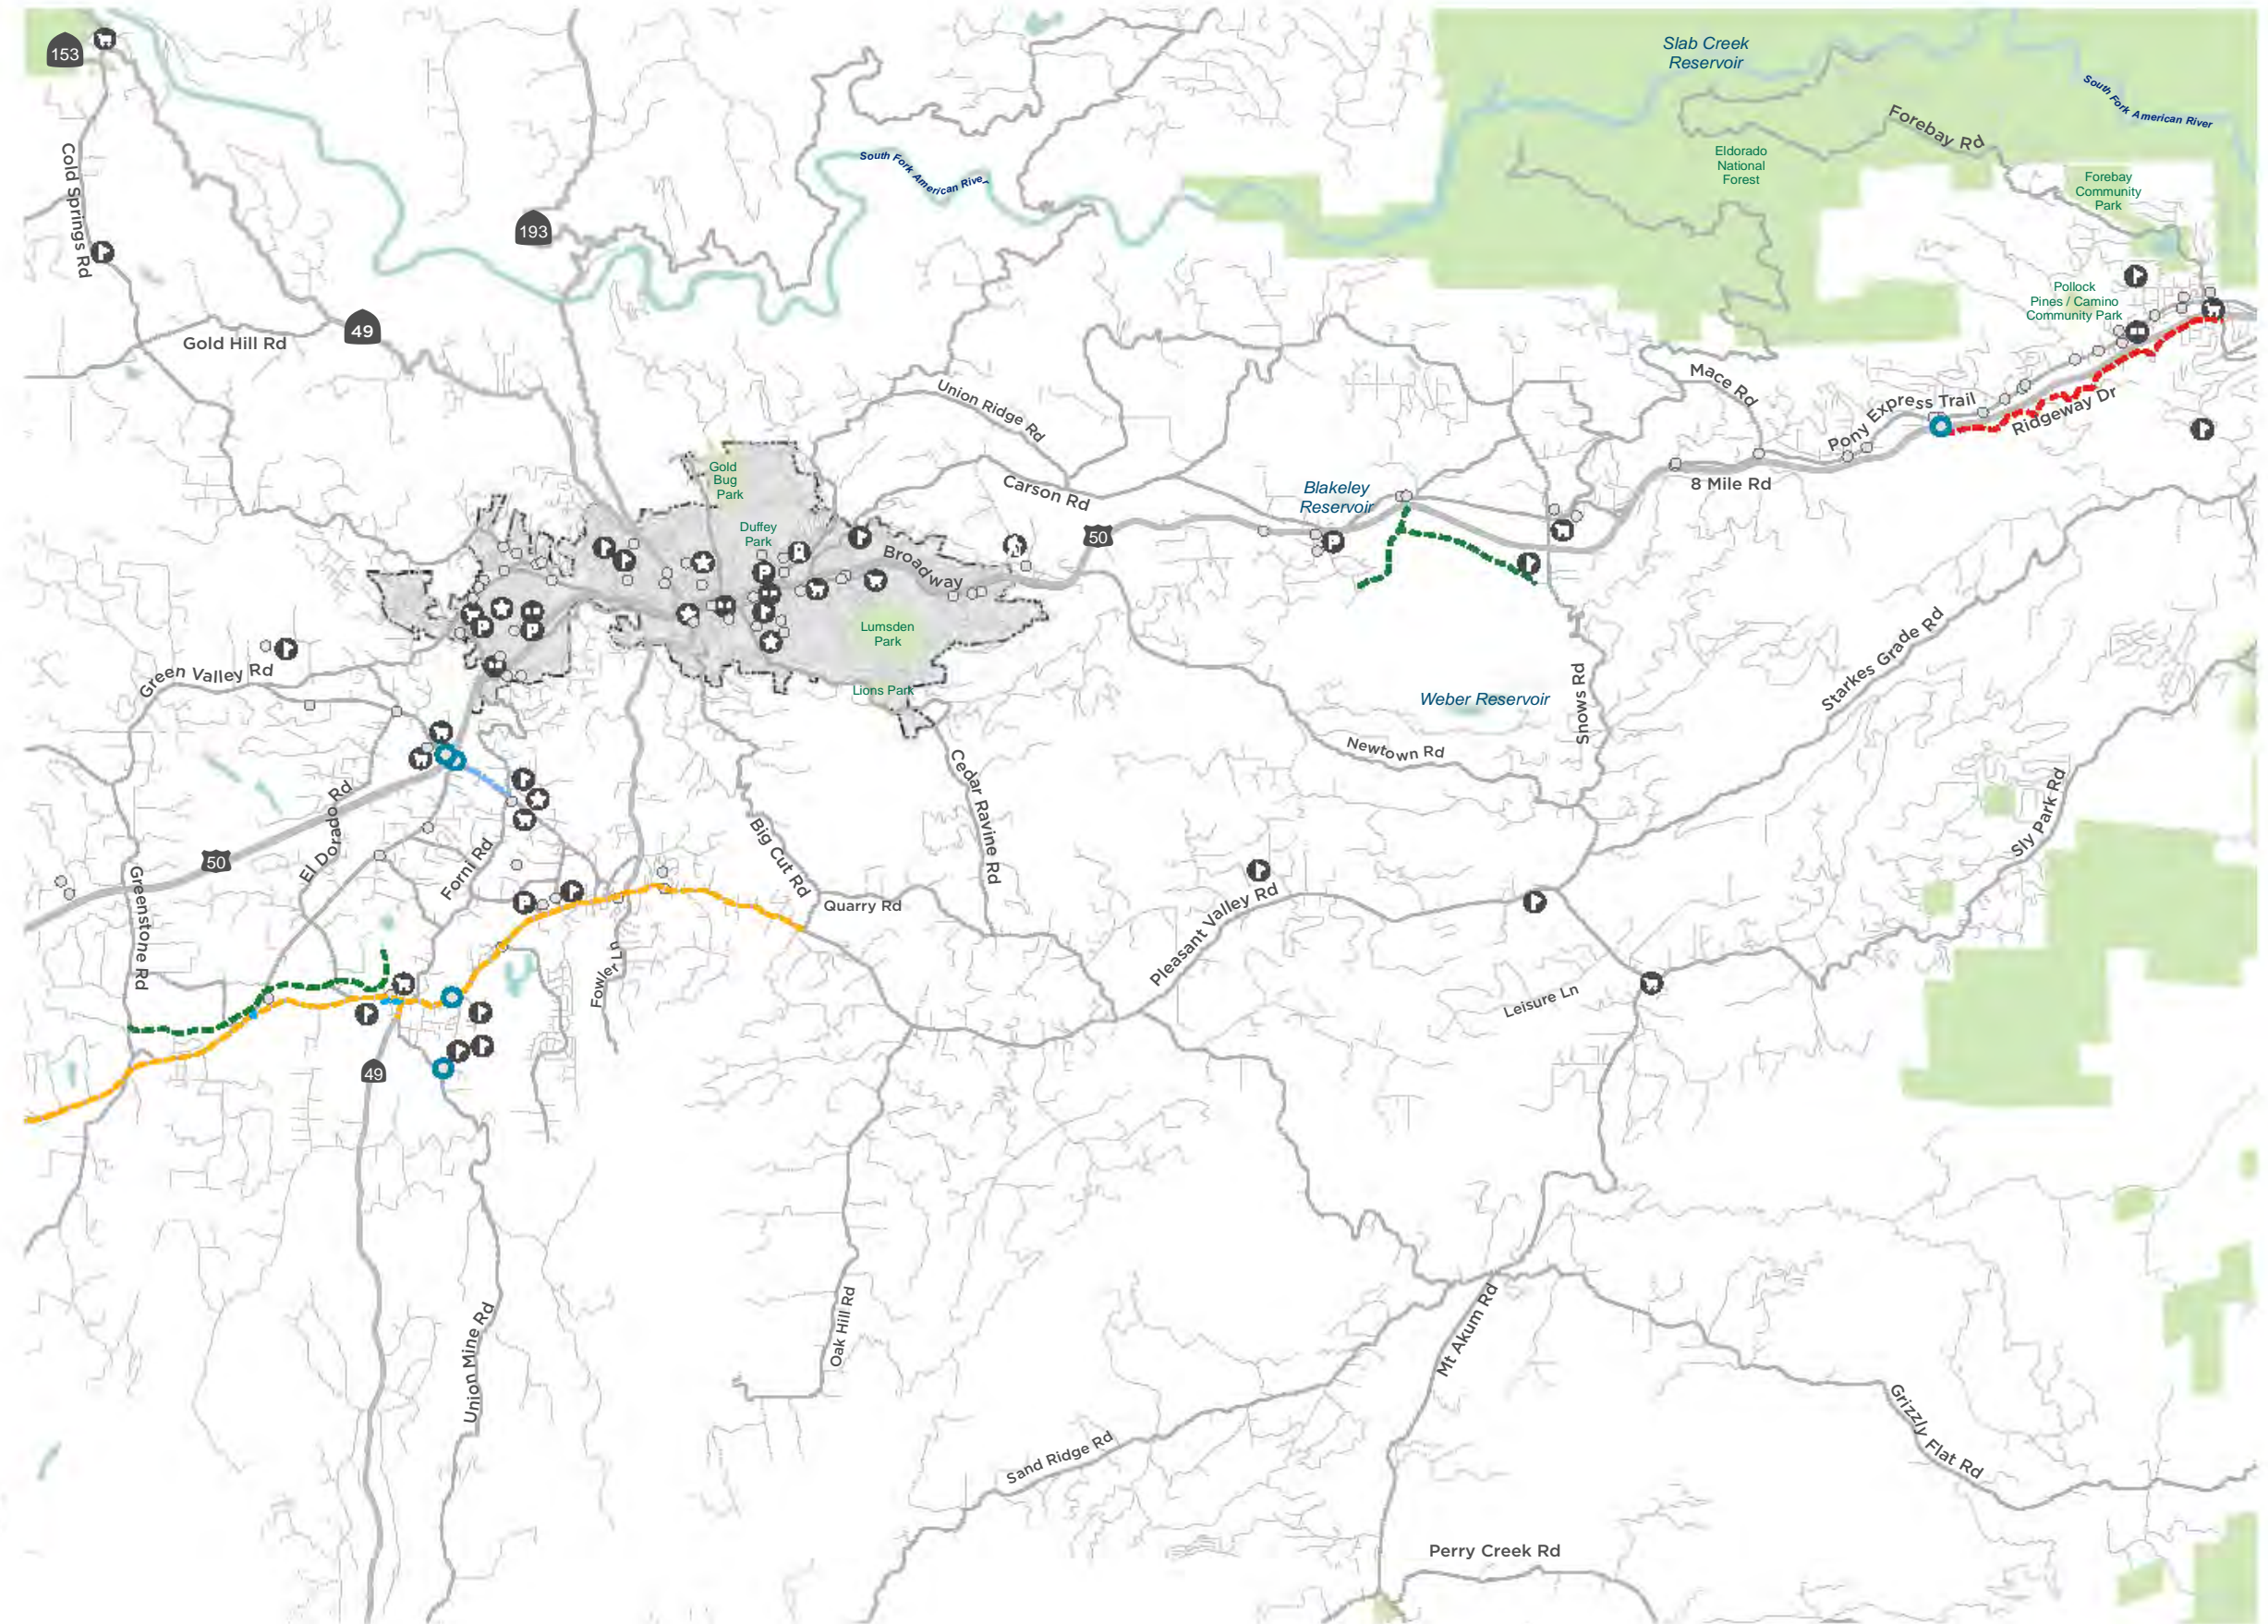 Slab Creek
Reservoir
153
South Fork American River
Forebay Rd
Cold Springs Rd
Eldorado
National
Forest
South Fork American River
Forebay
Community
Park
193
Pollock
Pines / Camino
Community Park
49
Gold Hill Rd
Mace Rd
Union Ridge Rd
Pony Express Trail
Ridgeway Dr
Gold
Bug
Park
Carson Rd
8 Mile Rd
Blakeley
Reservoir
Duffey
Park
50
Broadway
P
P
P
P
Lumsden
Park
Green Valley Rd
Starkes Grade Rd
Lions Park
Weber Reservoir
Snows Rd
Newtown Rd
Cedar Ravine Rd
El Dorado Rd
Sly Park Rd
Big Cut Rd
50
Forni Rd
Greenstone Rd
P
Quarry Rd
Pleasant Valley Rd
Fowler Ln
Leisure Ln
49
Oak Hill Rd
Mt Akum Rd
Union Mine Rd
Grizzly Flat Rd
Sand Ridge Rd
Perry Creek Rd